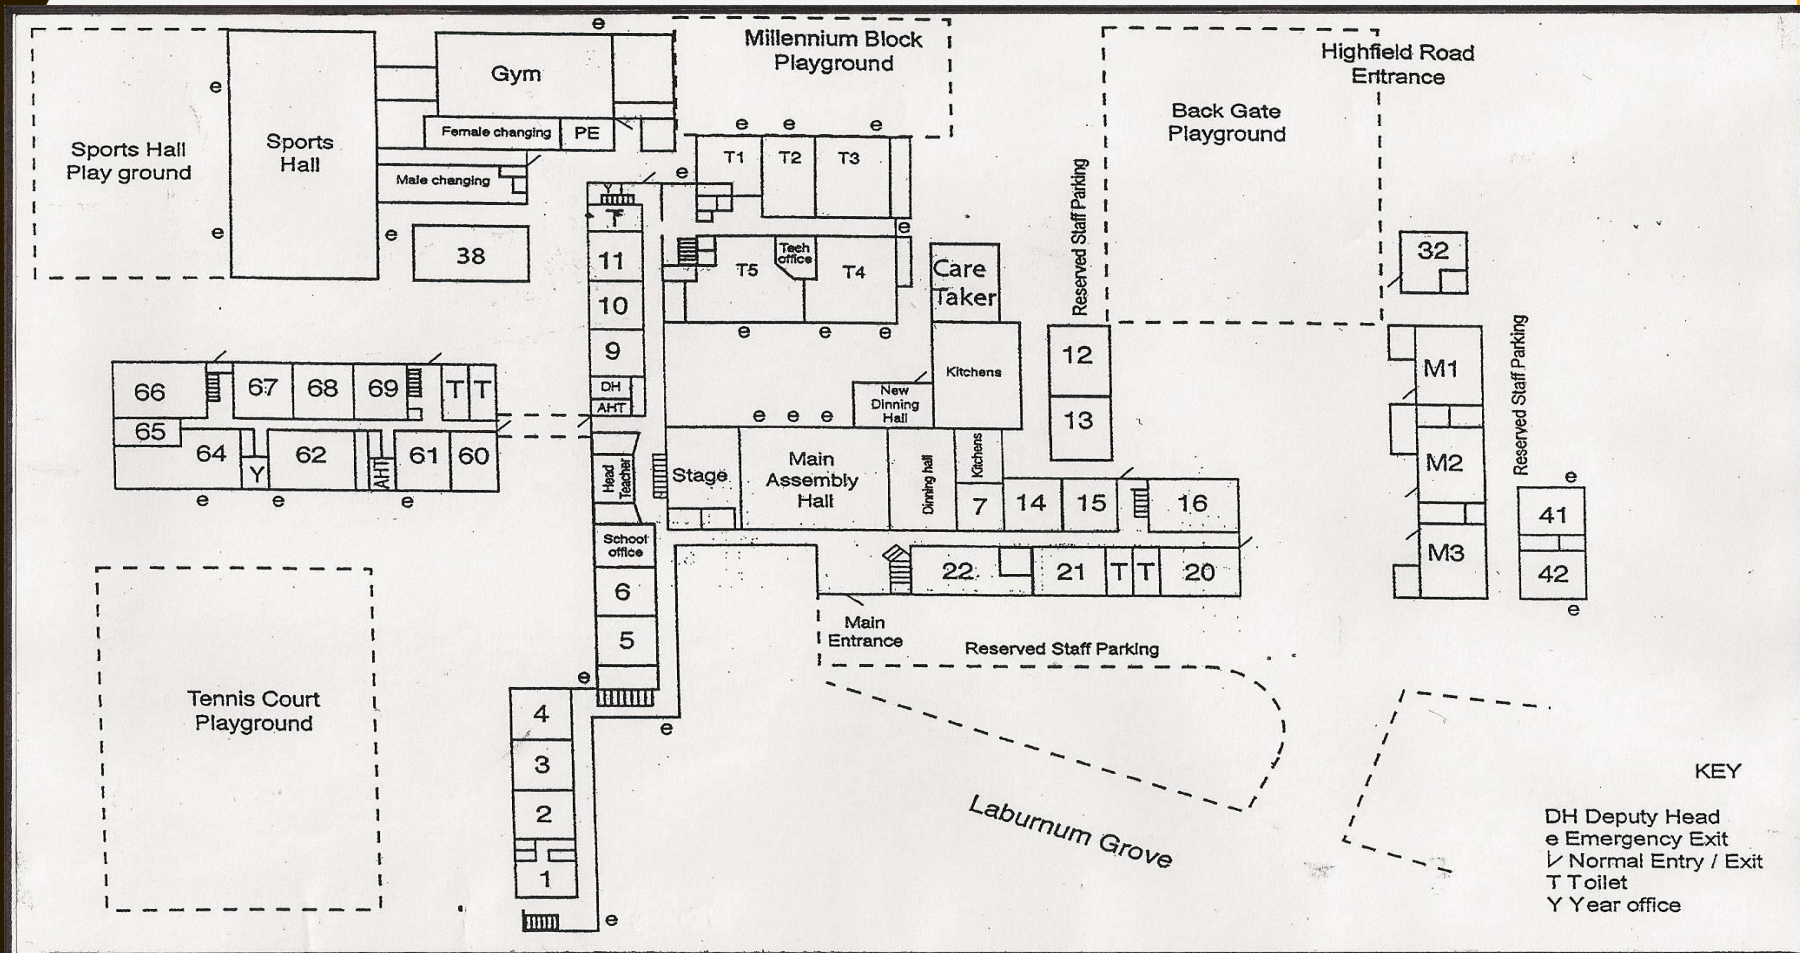 e
Millennium Block
Playground
Highfield Road
Entrance
Gym
e
Sports Hall
Play ground
Sports
Hall
Female changing
PE
Back Gate
Playground
e
e
e
T1
T2
T3
Male changing
e
Y
T
Reserved Staff Parking
e
e
e
38
11
T5
Tech
office
T4
Care
Taker
32
10
e
e
e
9
12
Kitchens
M1
Reserved Staff Parking
66
67
68
69
T
T
DH
AHT
New
Dinning
Hall
13
e
e
e
65
64
Y
62
AHT
61
60
Head
Teacher
Stage
Main
Assembly
Hall
Dinning hall
Kitchens
7
14
15
16
M2
e
e
e
e
41
School
office
22
21
T
T
20
M3
42
e
6
5
Main
Entrance
Reserved Staff Parking
e
Tennis Court
Playground
4
e
3
2
1
e
Laburnum Grove
KEY
DH Deputy Head
e Emergency Exit
Normal Entry / Exit
T Toilet
Y Year office